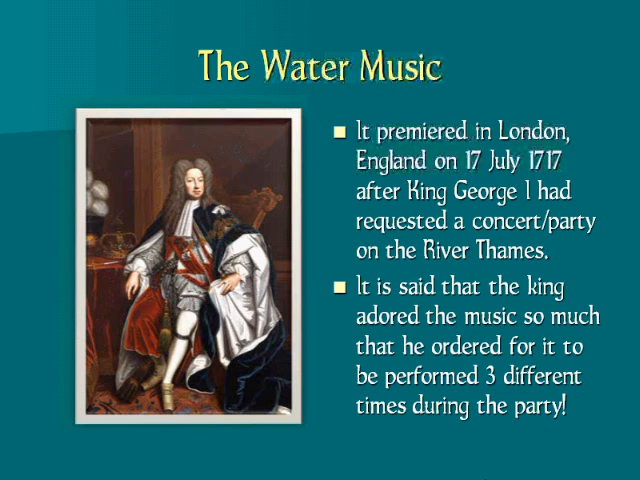 The Water Music
It premiered in London,
England on 17 July 1717
after King George I had
requested a concert/party
on the River Thames.
It is said that the king
adored the music so much
that he ordered for it to
be performed 3 different
times during the party!